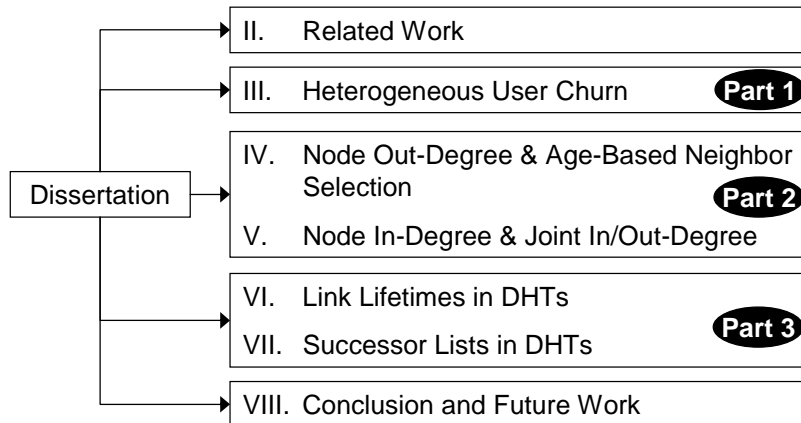 II. Related Work
III. Heterogeneous User Churn
Part 1
Dissertation
IV. Node Out-Degree & Age-Based Neighbor
Selection
Part 2
V. Node In-Degree & Joint In/Out-Degree
VI. Link Lifetimes in DHTs
Part 3
VII. Successor Lists in DHTs
VIII. Conclusion and Future Work